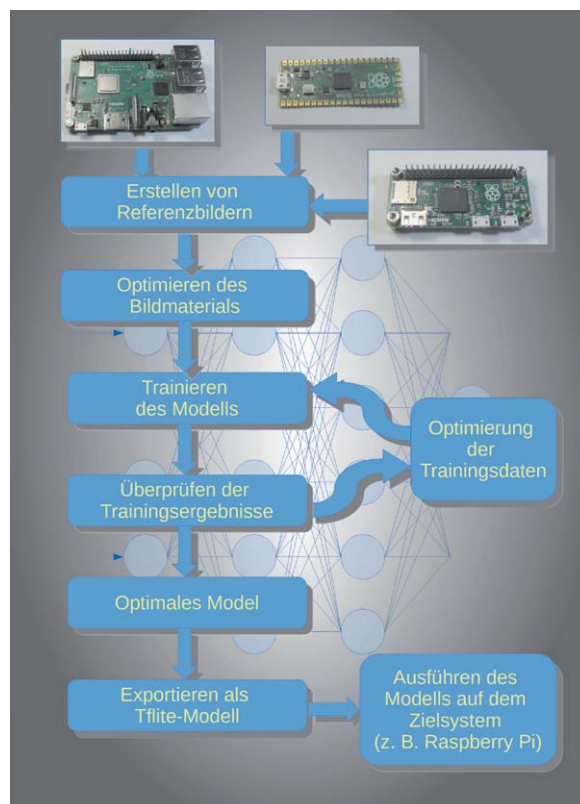 Erstellen von
Referenzbildern
Optimieren des
Bildmaterials
Trainieren
des Modells
Optimierung
der
Trainingsdaten
Überprüfen der
Trainingsergebnisse
Optimales Model
Exportieren als
Tflite-Modell
Ausführen des
Modells auf dem
Zielsystem
(z. B. Raspberry Pi)